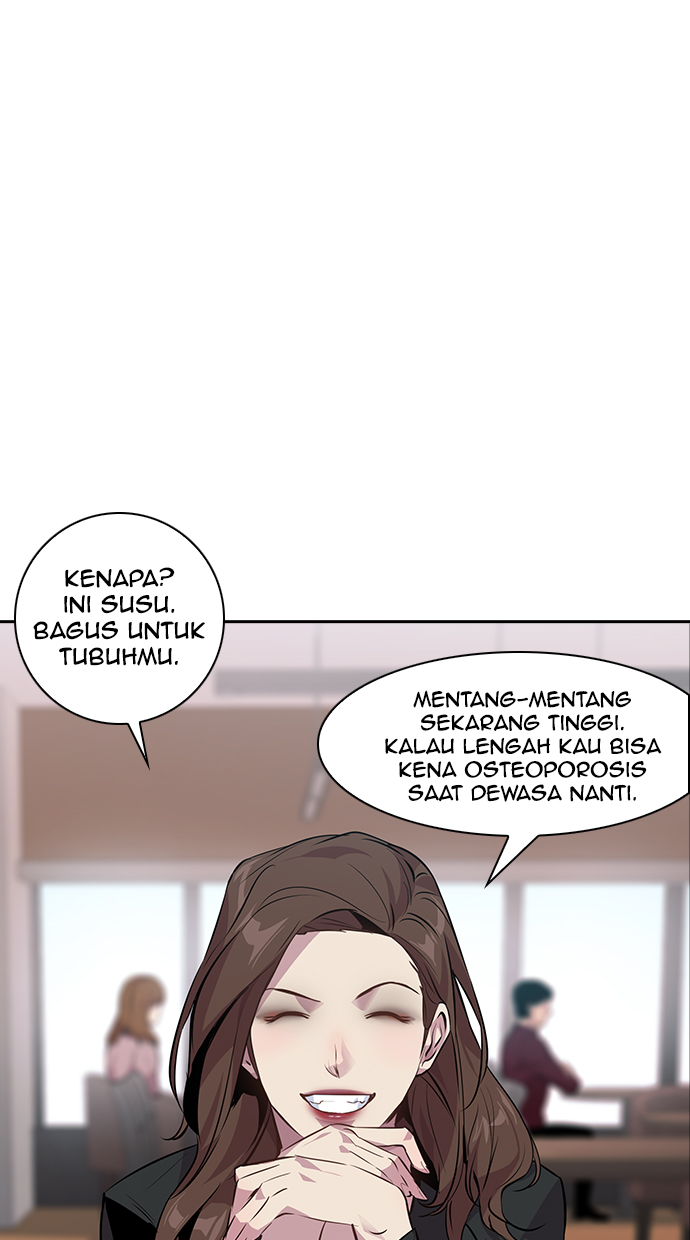 KENAPA?
INI SUSU.
BAGUS UNTUK
TUBUHMU.
MENTANG-MENTANG
SEKARANG TINGGI.
KALAU LENGAH KAU BISA
KENA OSTEOPOROSIS
SAAT DEWASA NANTI.